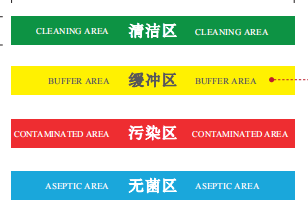 CLEANING AREA 清洁区 CLEANING AREA
BUFFER AREA 缓冲区 BUFFER AREA
CONTAMINATED AREA 污染区 CONTAMINATED AREA
ASEPTIC AREA 无菌区 ASEPTIC AREA